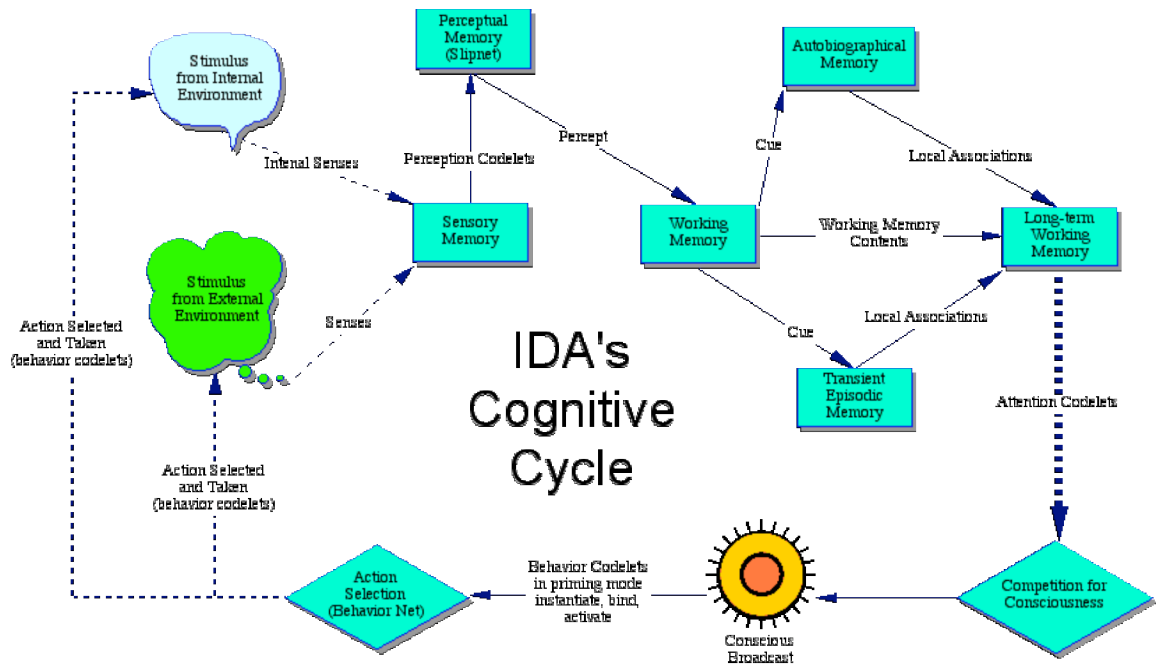 Perceptual
Memory
(Slipnet)
Autobiographical
Memory
Stimulus
from Internal
Environment
Percept
Cue
Intenal Senses
Perception Codelets
Local Associations
Sensory
Memory
Working
Memory
Working Memory
Contents
Long-term
Working
Memory
Stimulus
from External
Environment
Senses
Cue
Local Associations
Action Selected
and Taken
(behavior codelets)
IDA's
Cognitive
Cycle
Transient
Episodic
Memory
Attention Codelets
Action Selected
and Taken
(behavior codelets)
Action
Selection
(Behavior Net)
Behavior Codelets
in priming mode
instantiate, bind,
activate
Conscious
Broadcast
Competition for
Consciousness